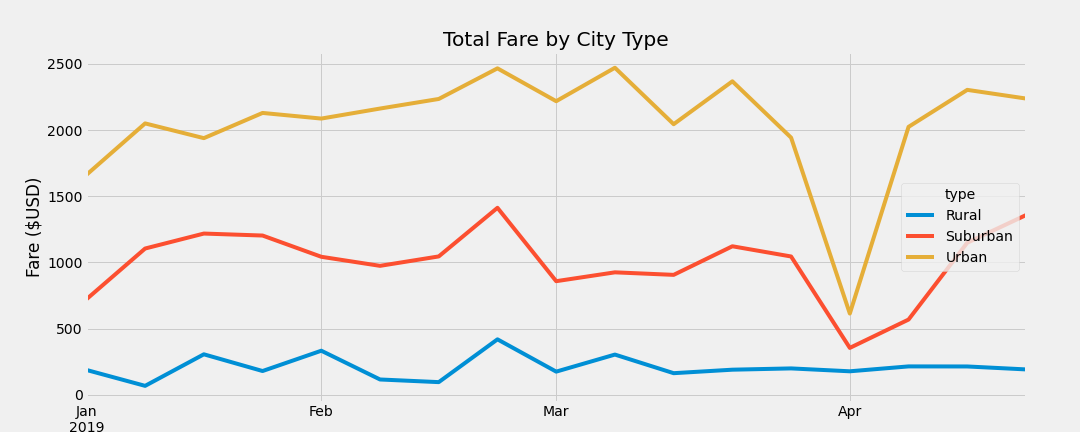 Total Fare by City Type
Fare ($USD)
2500
2000
1500
1000
500
0
type
Rural
Suburban
Urban
Jan
2019
Feb
Mar
Apr